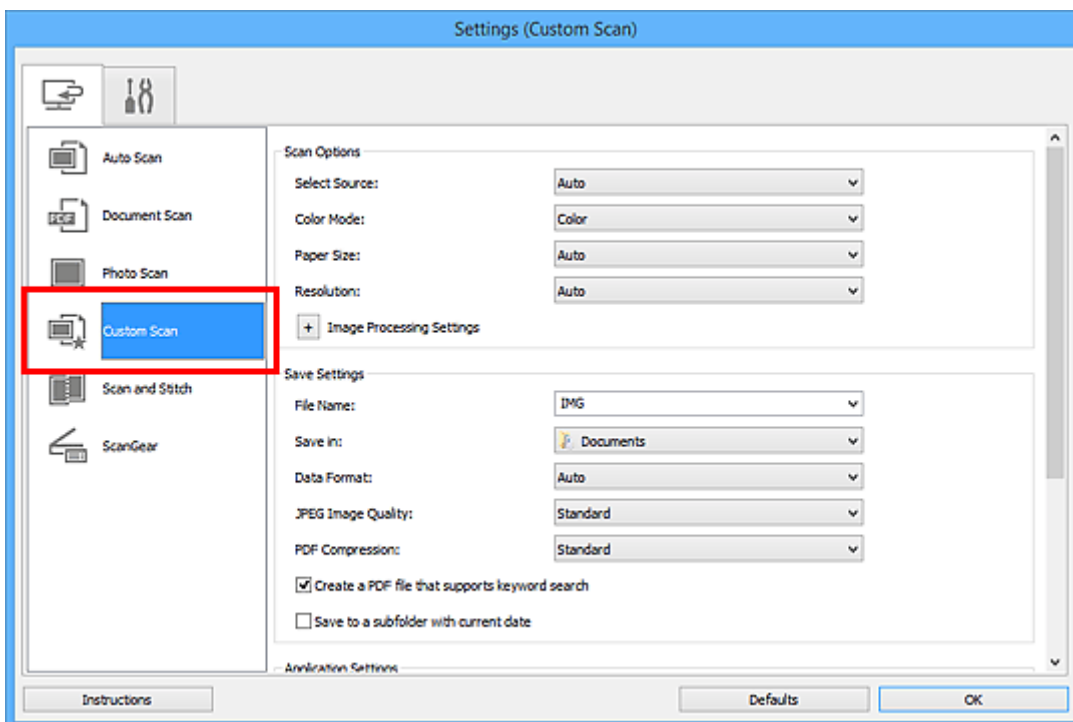 Settings (Custom Scan)
Auto Scan
PDF
Document Scan
Photo Scan
Custom Scan
Scan and Stitch
ScanGear
Scan Options
Select Source: Auto
Color Mode: Color
Paper Size: Auto
Resolution: Auto
+ Image Processing Settings
Save Settings
File Name: IMG
Save in: Documents
Data Format: Auto
JPEG Image Quality: Standard
PDF Compression: Standard
Create a PDF file that supports keyword search
Save to a subfolder with current date
Application Settings
Instructions Defaults OK